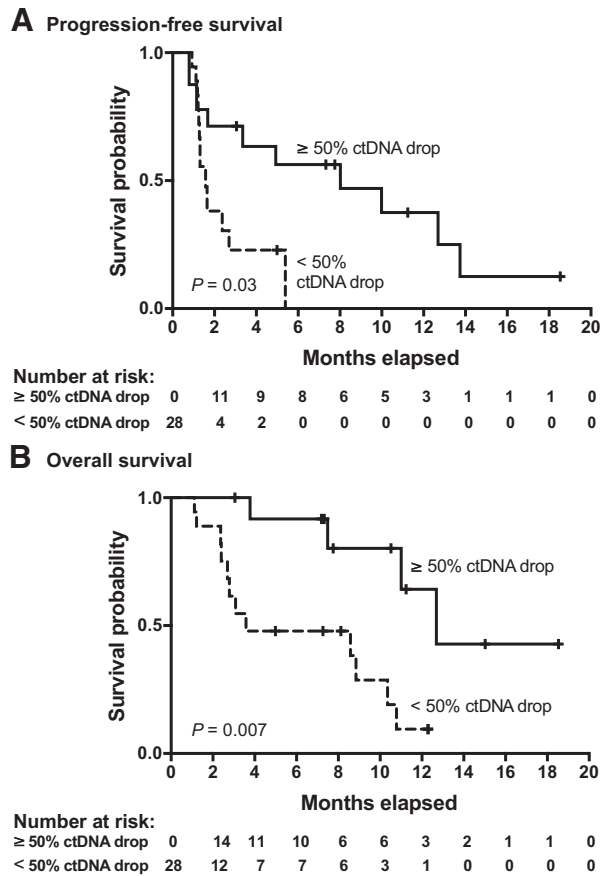 A Progression-free survival
1.0
0.5
0.0
Survival probability
≥ 50% ctDNA drop
< 50%
ctDNA drop
P = 0.03
0 2 4 6 8 10 12 14 16 18 20
Months elapsed
Number at risk:
≥ 50% ctDNA drop 0 11 9 8 6 5 3 1 1 1 0
< 50% ctDNA drop 28 4 2 0 0 0 0 0 0 0 0
B Overall survival
1.0
0.5
0.0
Survival probability
≥ 50% ctDNA drop
< 50% ctDNA drop
P = 0.007
0 2 4 6 8 10 12 14 16 18 20
Months elapsed
Number at risk:
≥ 50% ctDNA drop 0 14 11 10 6 6 3 2 1 1 0
< 50% ctDNA drop 28 12 7 7 6 3 1 0 0 0 0